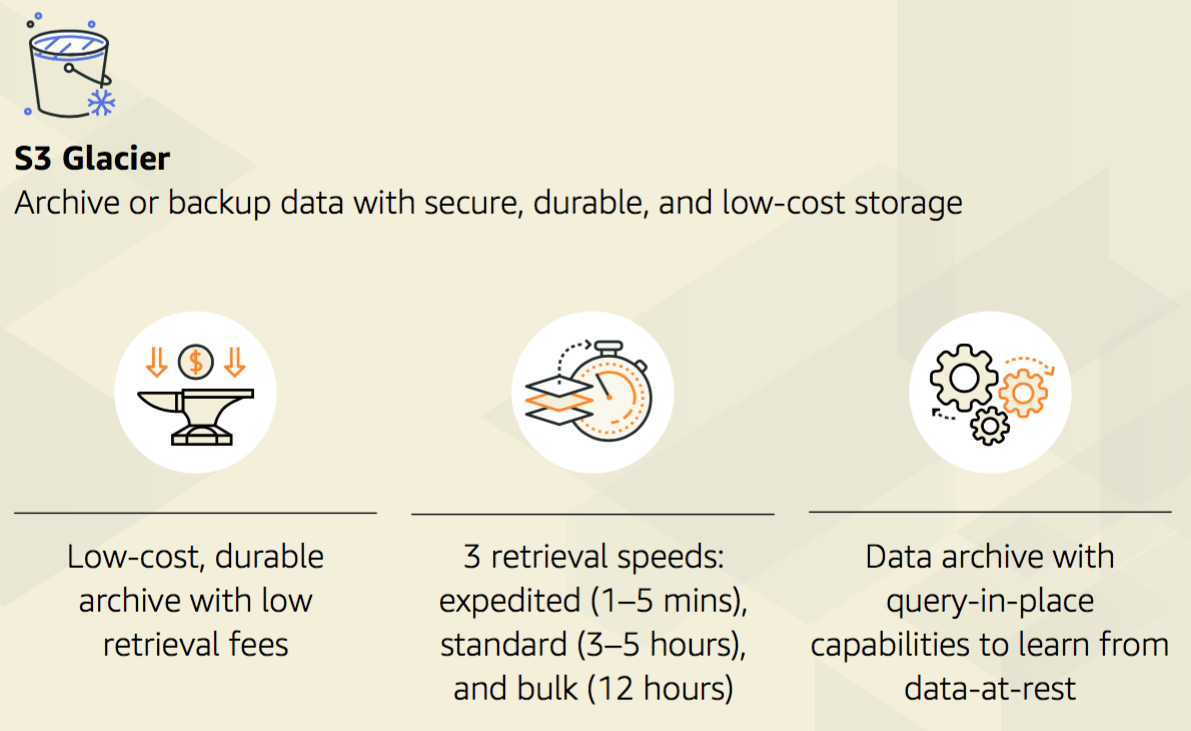 S3 Glacier
Archive or backup data with secure, durable, and low-cost storage
$
Low-cost, durable
archive with low
retrieval fees
3 retrieval speeds:
expedited (1–5 mins),
standard (3–5 hours),
and bulk (12 hours)
Data archive with
query-in-place
capabilities to learn from
data-at-rest